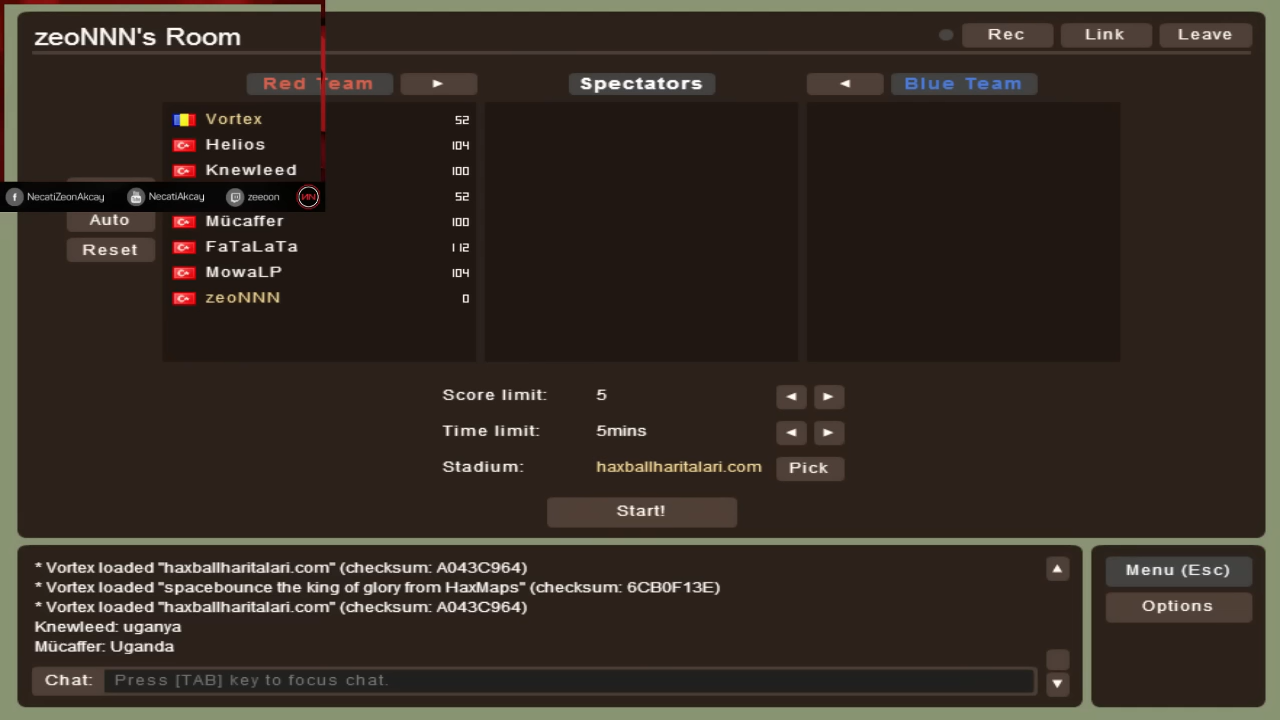 zeoNNN's Room
Rec
Link
Leave
Red Team
►
Spectators
◄
Blue Team
Vortex 52
Helios 104
Knewleed 100
52
Mücaffer 100
FaTaLaTa 112
MowaLP 104
zeoNNN 0
NecatiZeonAkcay
NecatiAkcay
zeeoon
Auto
Reset
Score limit: 5
Time limit: 5mins
Stadium: haxballharitalari.com Pick
Start!
* Vortex loaded "haxballharitalari.com" (checksum: A043C964)
* Vortex loaded "spacebounce the king of glory from HaxMaps" (checksum: 6CB0F13E)
* Vortex loaded "haxballharitalari.com" (checksum: A043C964)
Knewleed: uganya
Mücaffer: Uganda
Chat: Press [TAB] key to focus chat.
Menu (Esc)
Options